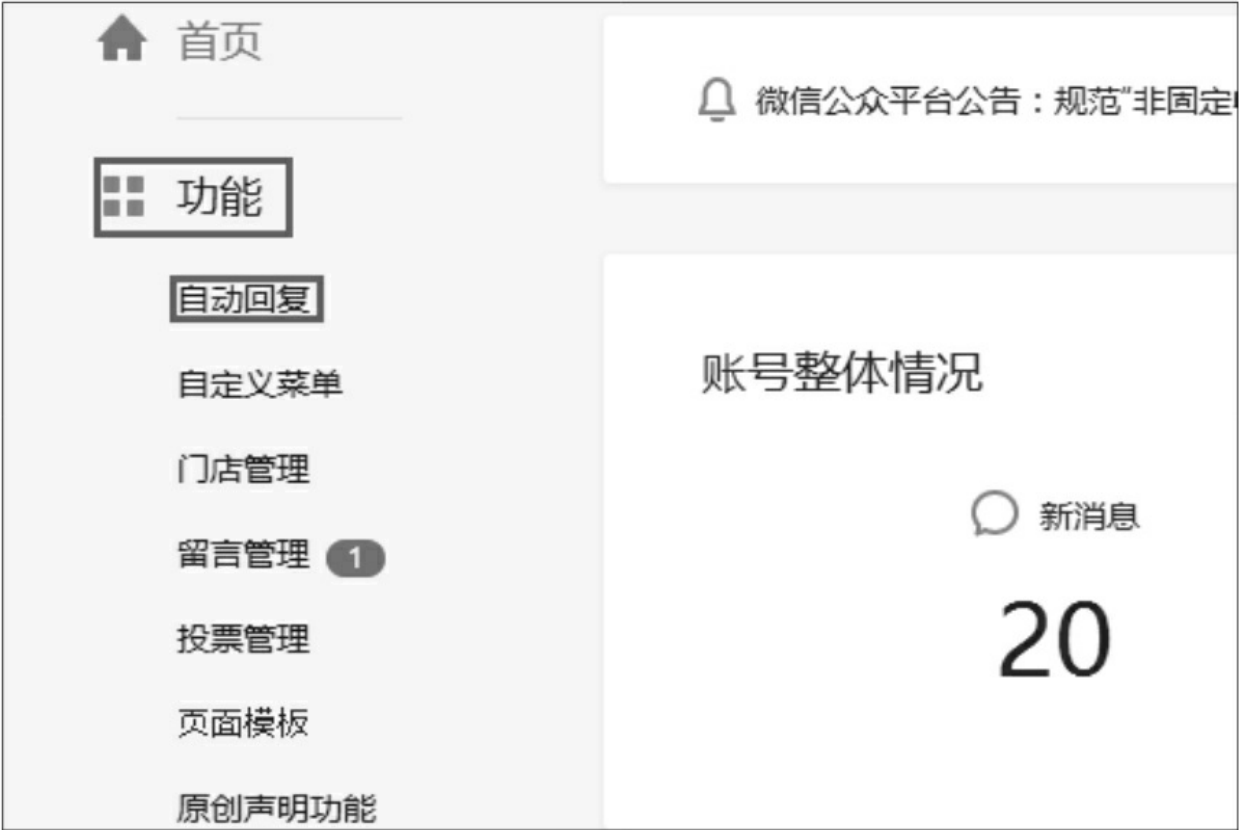 首页
微信公众平台公告：规范“非固定
功能
自动回复
自定义菜单
账号整体情况
门店管理
留言管理 1
新消息
投票管理
20
页面模板
原创声明功能